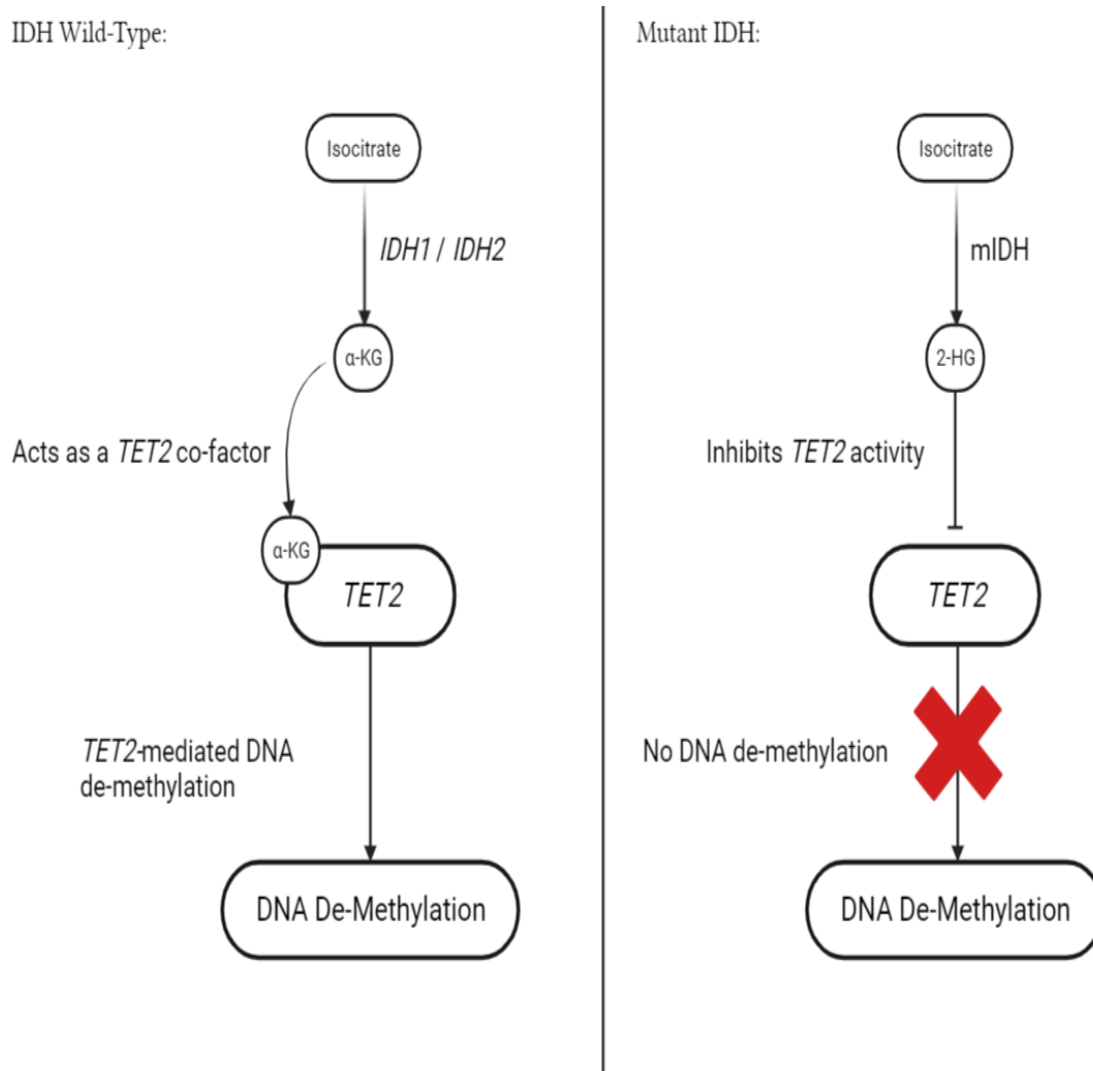 IDH Wild-Type:
Isocitrate
IDH1 / IDH2
α-KG
Acts as a TET2 co-factor
α-KG
TET2
TET2-mediated DNA
de-methylation
DNA De-Methylation
Mutant IDH:
Isocitrate
mIDH
2-HG
Inhibits TET2 activity
TET2
No DNA de-methylation
DNA De-Methylation